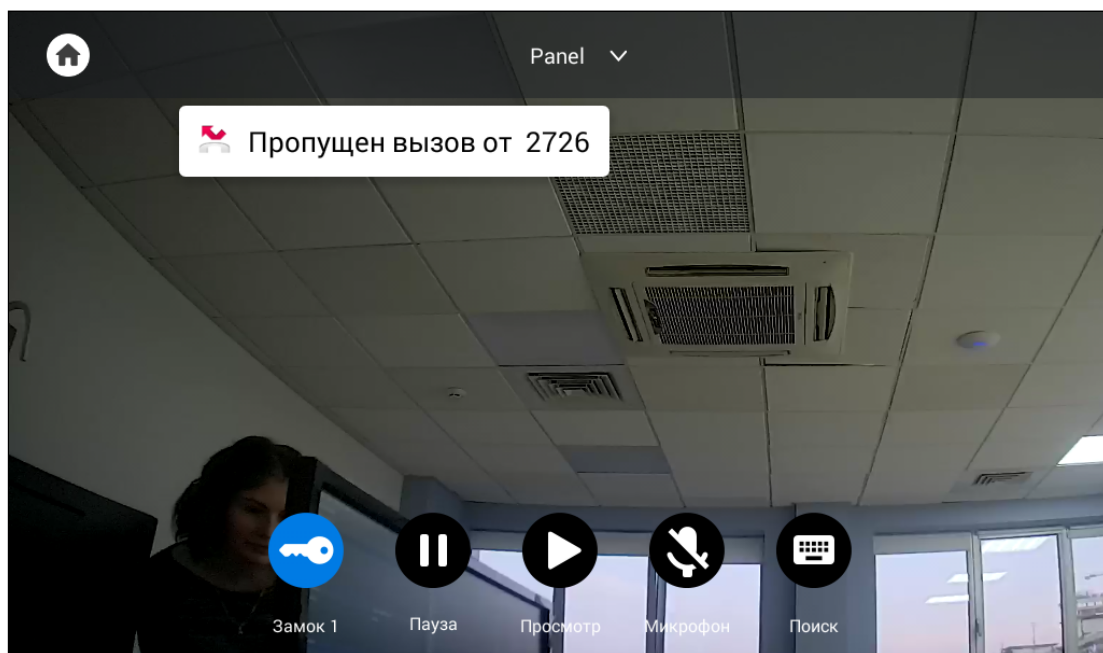 Panel
Пропущен вызов от 2726
Замок 1
Пауза
Просмотр
Микрофон
Поиск